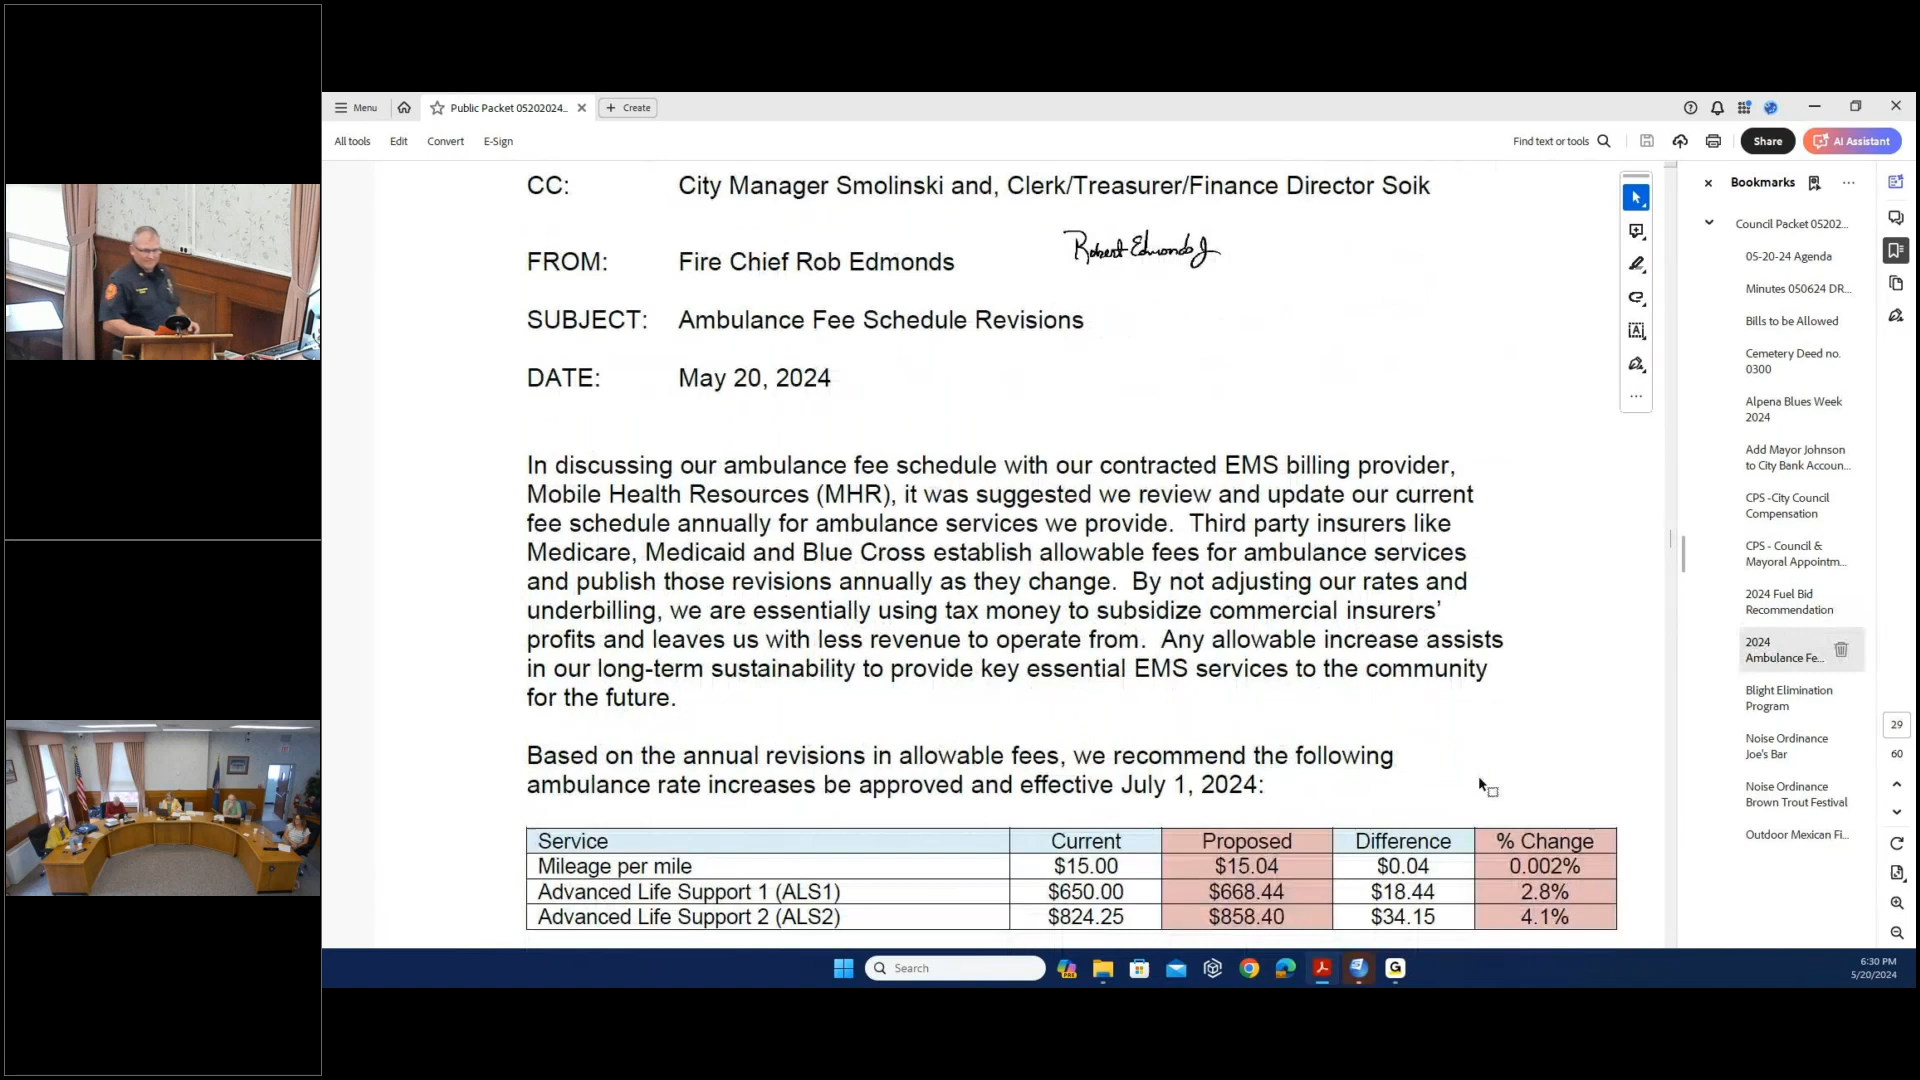 Menu
Public Packet 05202024...
Create
All tools
Edit
Convert
E-Sign
Find text or tools
Share
AI Assistant
CC: City Manager Smolinski and, Clerk/Treasurer/Finance Director Soik
Robert Edmonds Jr
FROM: Fire Chief Rob Edmonds
SUBJECT: Ambulance Fee Schedule Revisions
DATE: May 20, 2024
In discussing our ambulance fee schedule with our contracted EMS billing provider,
Mobile Health Resources (MHR), it was suggested we review and update our current
fee schedule annually for ambulance services we provide. Third party insurers like
Medicare, Medicaid and Blue Cross establish allowable fees for ambulance services
and publish those revisions annually as they change. By not adjusting our rates and
underbilling, we are essentially using tax money to subsidize commercial insurers’
profits and leaves us with less revenue to operate from. Any allowable increase assists
in our long-term sustainability to provide key essential EMS services to the community
for the future.
Based on the annual revisions in allowable fees, we recommend the following
ambulance rate increases be approved and effective July 1, 2024:
Service Current Proposed Difference % Change
Mileage per mile $15.00 $15.04 $0.04 0.002%
Advanced Life Support 1 (ALS1) $650.00 $668.44 $18.44 2.8%
Advanced Life Support 2 (ALS2) $824.25 $858.40 $34.15 4.1%
Bookmarks
Council Packet 05202...
05-20-24 Agenda
Minutes 050624 DR...
Bills to be Allowed
Cemetery Deed no.
0300
Alpena Blues Week
2024
Add Mayor Johnson
to City Bank Accoun...
CPS -City Council
Compensation
CPS - Council &
Mayoral Appointm...
2024 Fuel Bid
Recommendation
2024
Ambulance Fe...
Blight Elimination
Program
Noise Ordinance
Joe's Bar
Noise Ordinance
Brown Trout Festival
Outdoor Mexican Fi...
29
60
Search
6:30 PM
5/20/2024